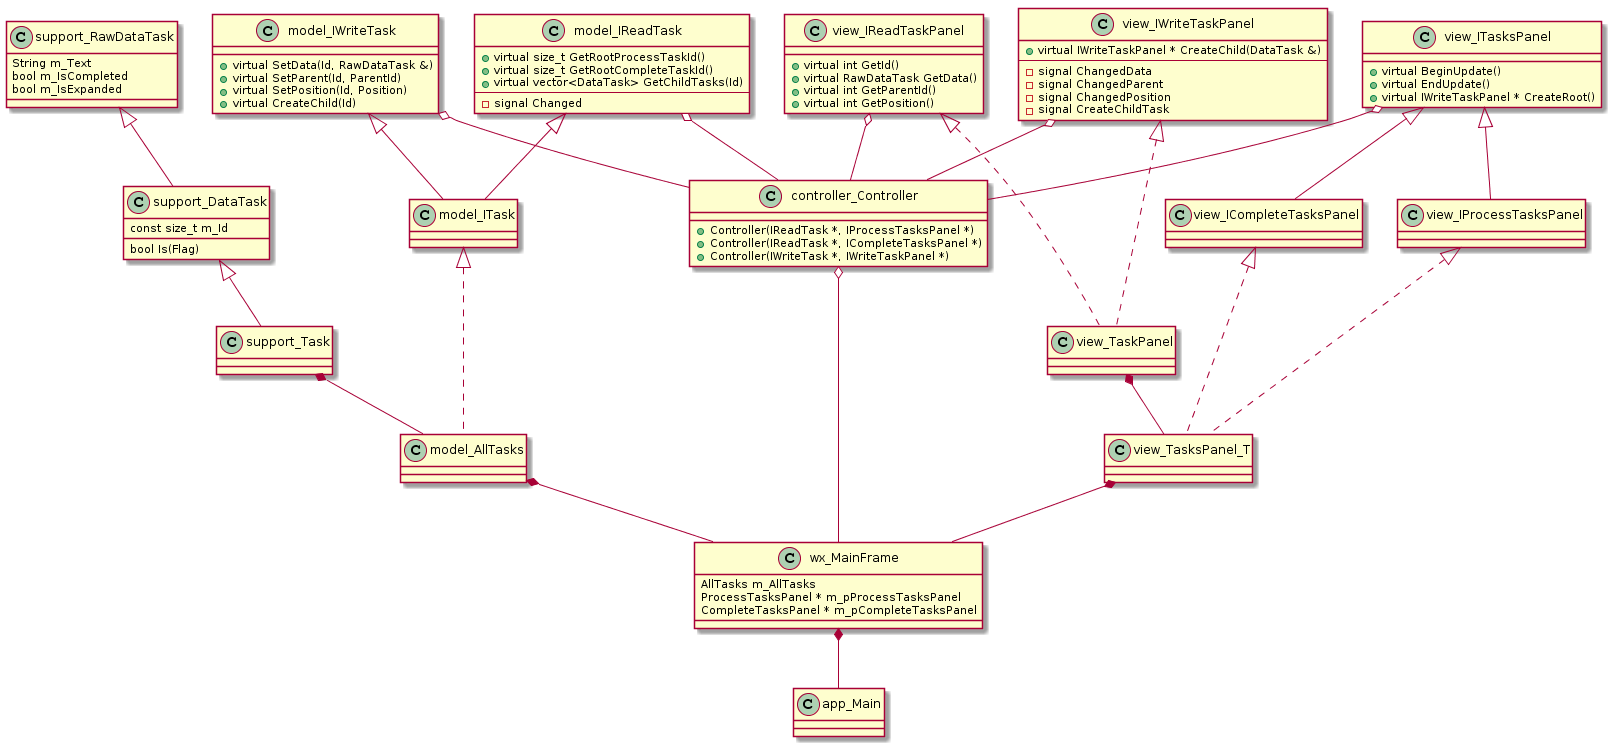 C support_RawDataTask
String m_Text
bool m_IsCompleted
bool m_IsExpanded
C model_IWriteTask
virtual SetData(Id, RawDataTask &)
virtual SetParent(Id, ParentId)
virtual SetPosition(Id, Position)
virtual CreateChild(Id)
C model_IReadTask
virtual size_t GetRootProcessTaskId()
virtual size_t GetRootCompleteTaskId()
virtual vector<DataTask> GetChildTasks(Id)
signal Changed
C view_IReadTaskPanel
virtual int GetId()
virtual RawDataTask GetData()
virtual int GetParentId()
virtual int GetPosition()
C view_IWriteTaskPanel
virtual IWriteTaskPanel * CreateChild(DataTask &)
signal ChangedData
signal ChangedParent
signal ChangedPosition
signal CreateChildTask
C view_ITasksPanel
virtual BeginUpdate()
virtual EndUpdate()
virtual IWriteTaskPanel * CreateRoot()
C support_DataTask
const size_t m_Id
bool Is(Flag)
C model_ITask
C controller_Controller
Controller(IReadTask *, IProcessTasksPanel *)
Controller(IReadTask *, ICompleteTasksPanel *)
Controller(IWriteTask *, IWriteTaskPanel *)
C view_ICompleteTasksPanel
C view_IProcessTasksPanel
C support_Task
C view_TaskPanel
C model_AllTasks
C view_TasksPanel_T
C wx_MainFrame
AllTasks m_AllTasks
ProcessTasksPanel * m_pProcessTasksPanel
CompleteTasksPanel * m_pCompleteTasksPanel
C app_Main